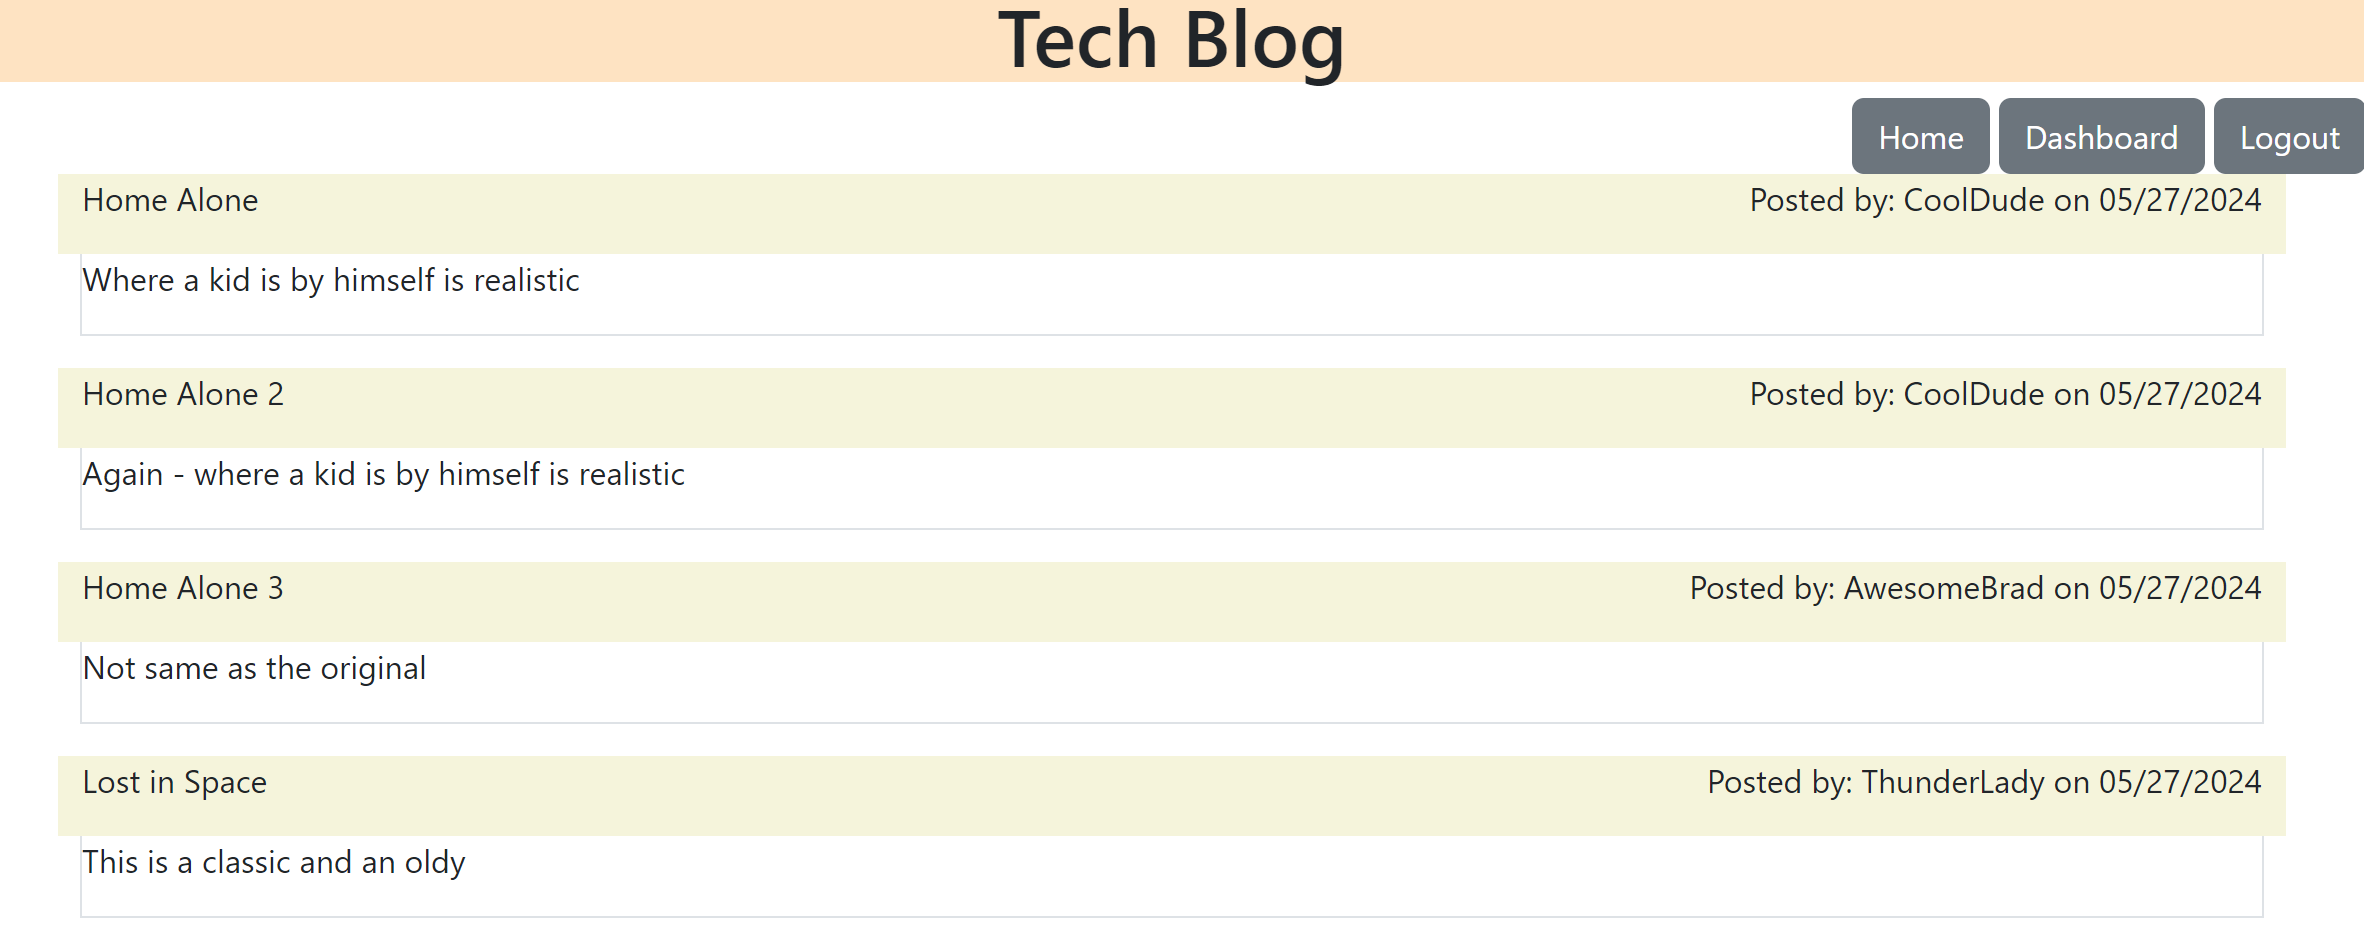 Tech Blog
Home Dashboard Logout
Home Alone Posted by: CoolDude on 05/27/2024
Where a kid is by himself is realistic
Home Alone 2 Posted by: CoolDude on 05/27/2024
Again - where a kid is by himself is realistic
Home Alone 3 Posted by: AwesomeBrad on 05/27/2024
Not same as the original
Lost in Space Posted by: ThunderLady on 05/27/2024
This is a classic and an oldy